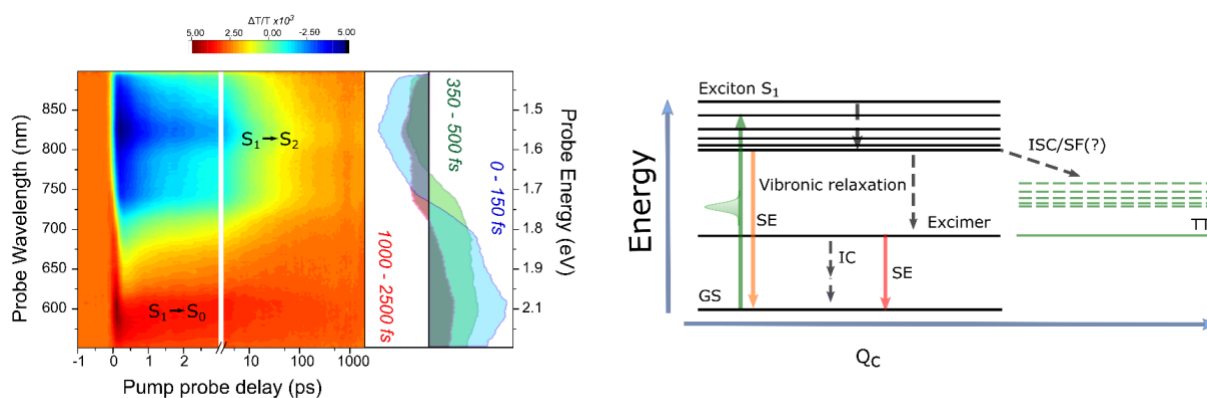 ΔT/T x10³
5.00 2.50 0.00 -2.50 5.00
Probe Wavelength (nm)
850
800
750
700
650
600
S₁→S₂
S₁→S₀
-1 0 1 2 10 100 1000
Pump probe delay (ps)
350 - 500 fs
0 - 150 fs
1000 - 2500 fs
1.5
1.6
1.7
1.8
1.9
2.1
Probe Energy (eV)
Energy
Exciton S₁
ISC/SF(?)
Vibronic relaxation
SE
Excimer
TT
IC
SE
GS
Q_C